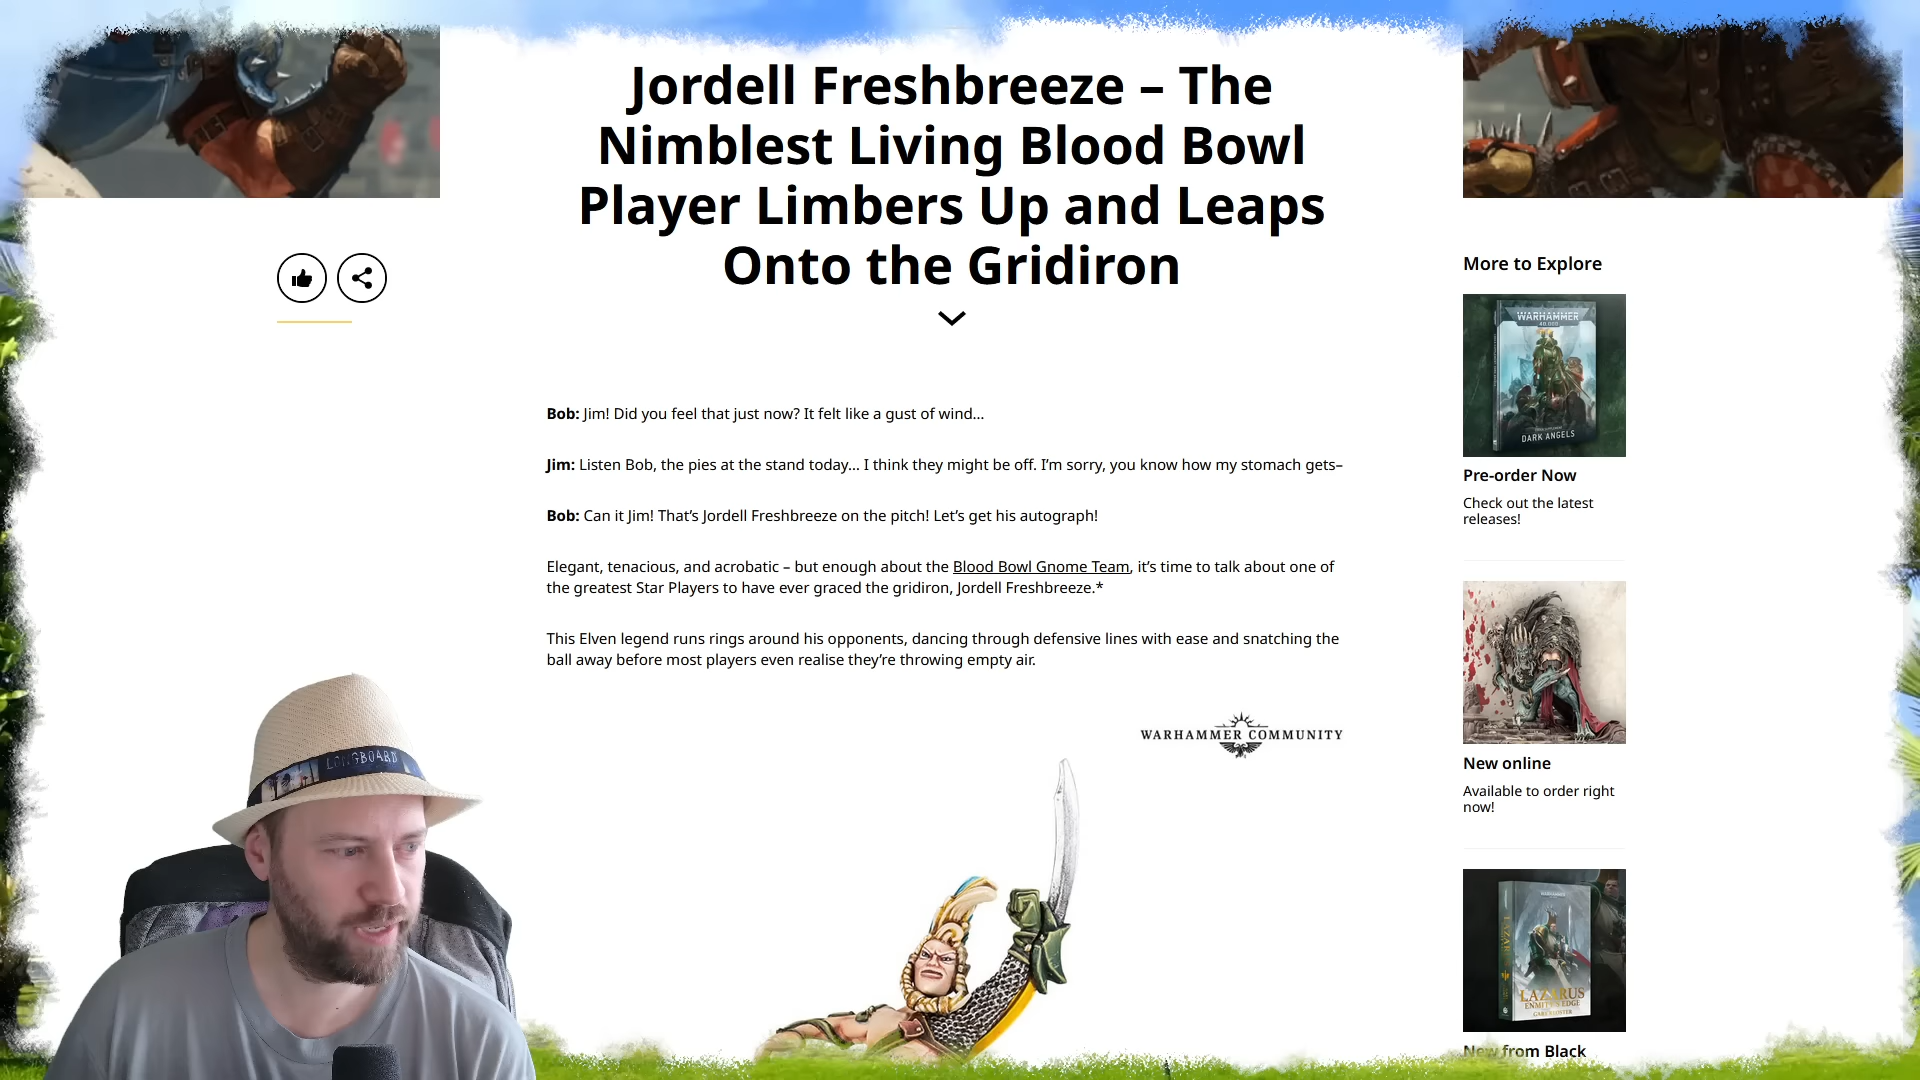 Jordell Freshbreeze – The
Nimblest Living Blood Bowl
Player Limbers Up and Leaps
Onto the Gridiron
Bob: Jim! Did you feel that just now? It felt like a gust of wind…
Jim: Listen Bob, the pies at the stand today… I think they might be off. I’m sorry, you know how my stomach gets–
Bob: Can it Jim! That’s Jordell Freshbreeze on the pitch! Let’s get his autograph!
Elegant, tenacious, and acrobatic – but enough about the Blood Bowl Gnome Team, it’s time to talk about one of
the greatest Star Players to have ever graced the gridiron, Jordell Freshbreeze.*
This Elven legend runs rings around his opponents, dancing through defensive lines with ease and snatching the
ball away before most players even realise they’re throwing empty air.
WARHAMMER COMMUNITY
LONGBOARD
More to Explore
WARHAMMER
40,000
DARK ANGELS
Pre-order Now
Check out the latest
releases!
New online
Available to order right
now!
WARHAMMER
LAZARUS
ENMITY'S EDGE
New from Black